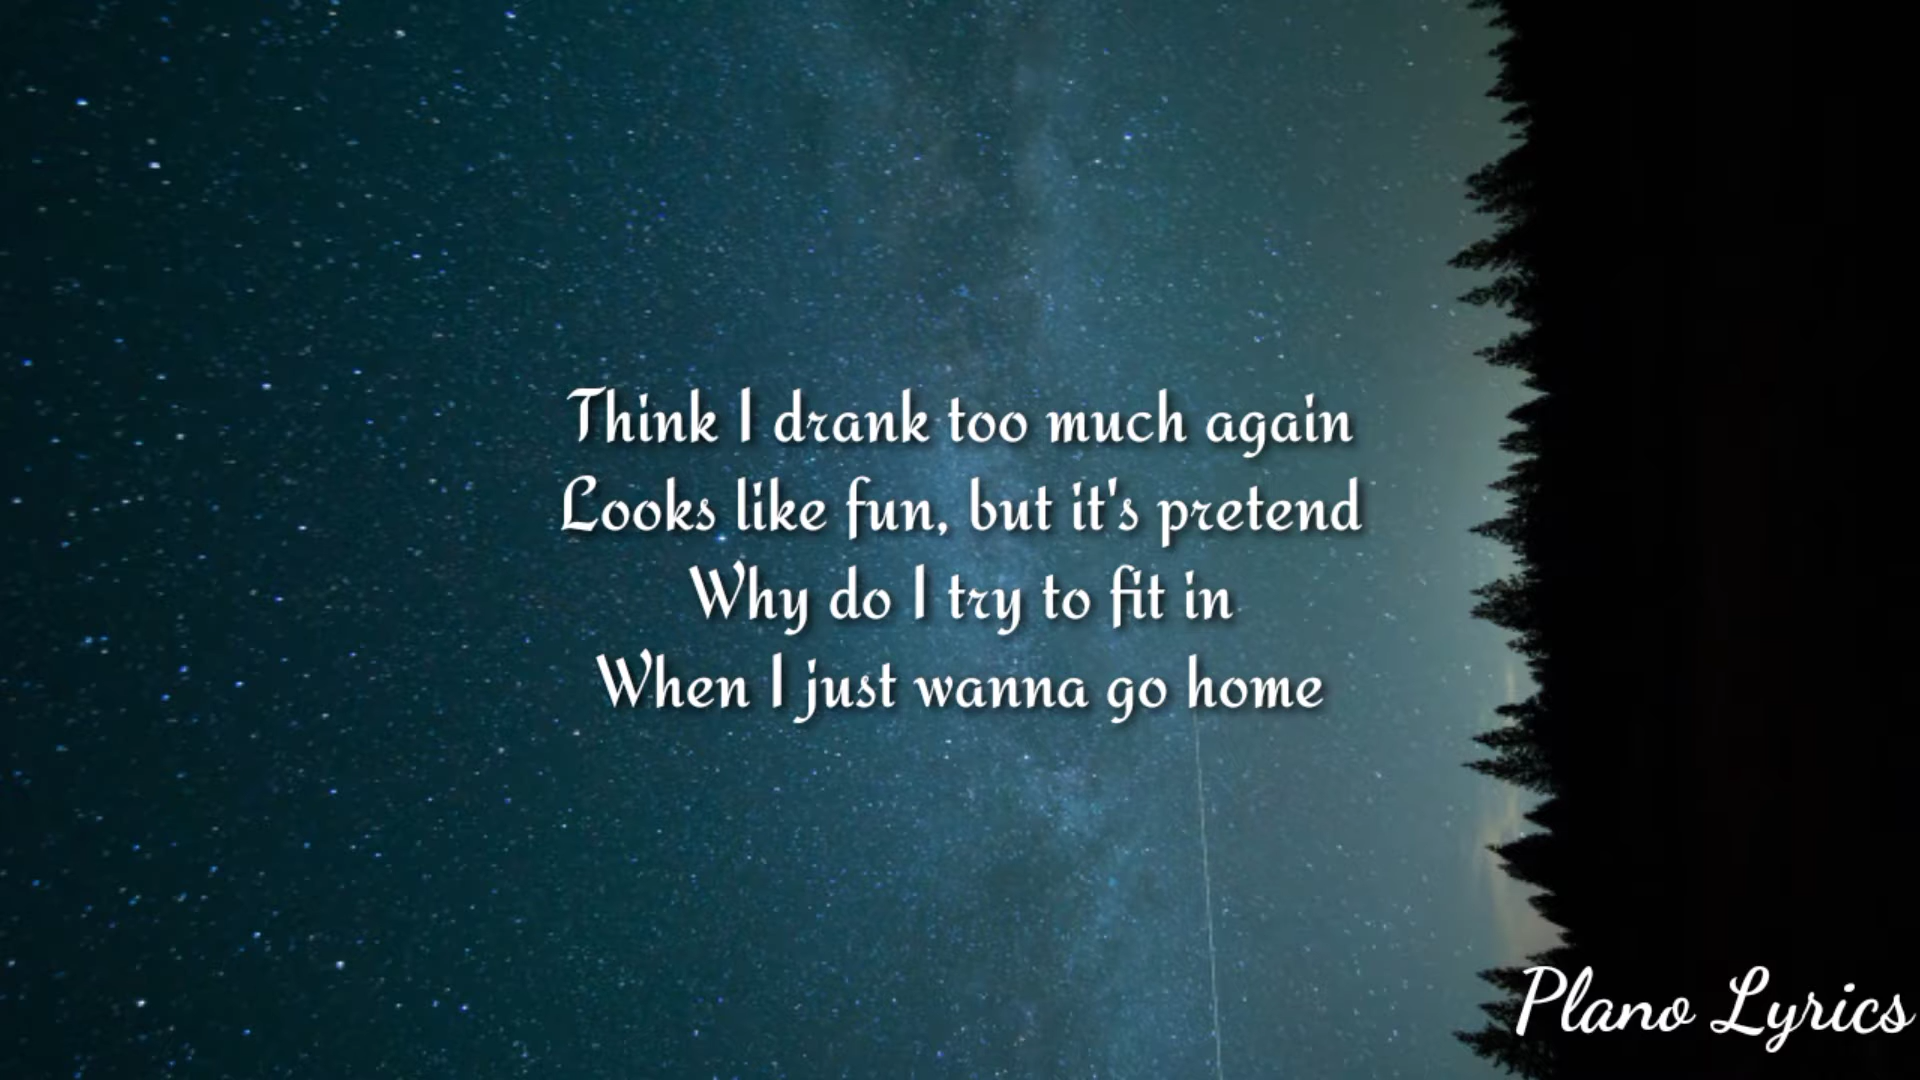 Think I drank too much again
Looks like fun, but it's pretend
Why do I try to fit in
When I just wanna go home
Plano Lyrics